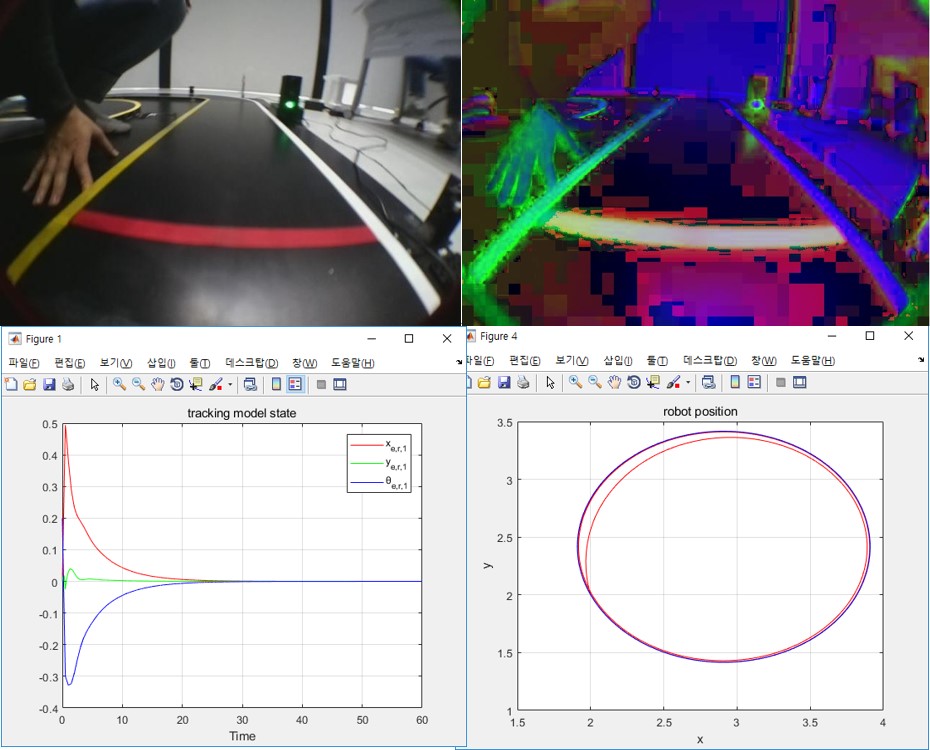 Figure 1
파일(F) 편집(E) 보기(V) 삽입(I) 툴(T) 데스크탑(D) 창(W) 도움말(H)
tracking model state
0.5
0.4
0.3
0.2
0.1
0
-0.1
-0.2
-0.3
-0.4
x e,r,1
y e,r,1
θ e,r,1
0 10 20 30 40 50 60
Time
Figure 4
일(F) 편집(E) 보기(V) 삽입(I) 툴(T) 데스크탑(D) 창(W) 도움말(H)
robot position
3.5
3
2.5
2
1.5
1
y
1.5 2 2.5 3 3.5 4
x